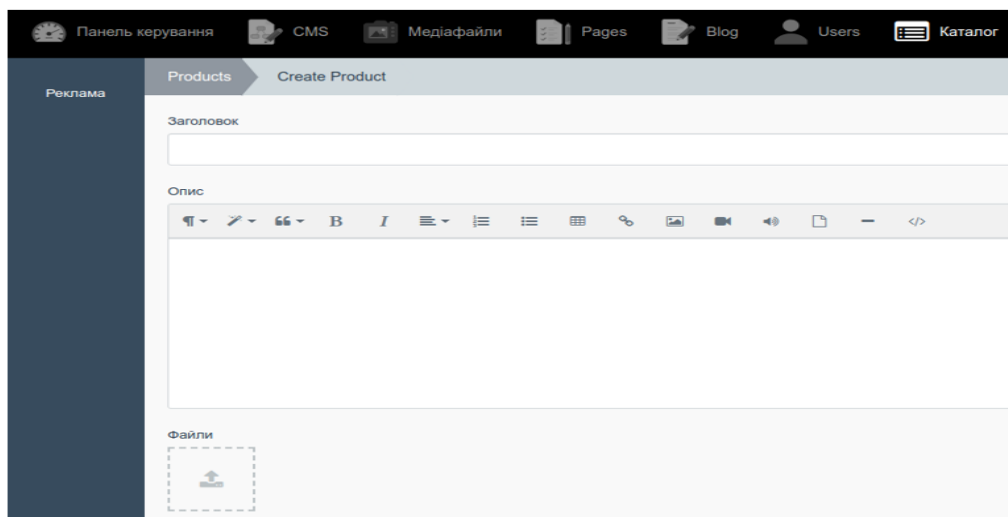 Панель керування CMS Медіафайли Pages Blog Users Каталог
Реклама
Products Create Product
Заголовок
Опис
Файли